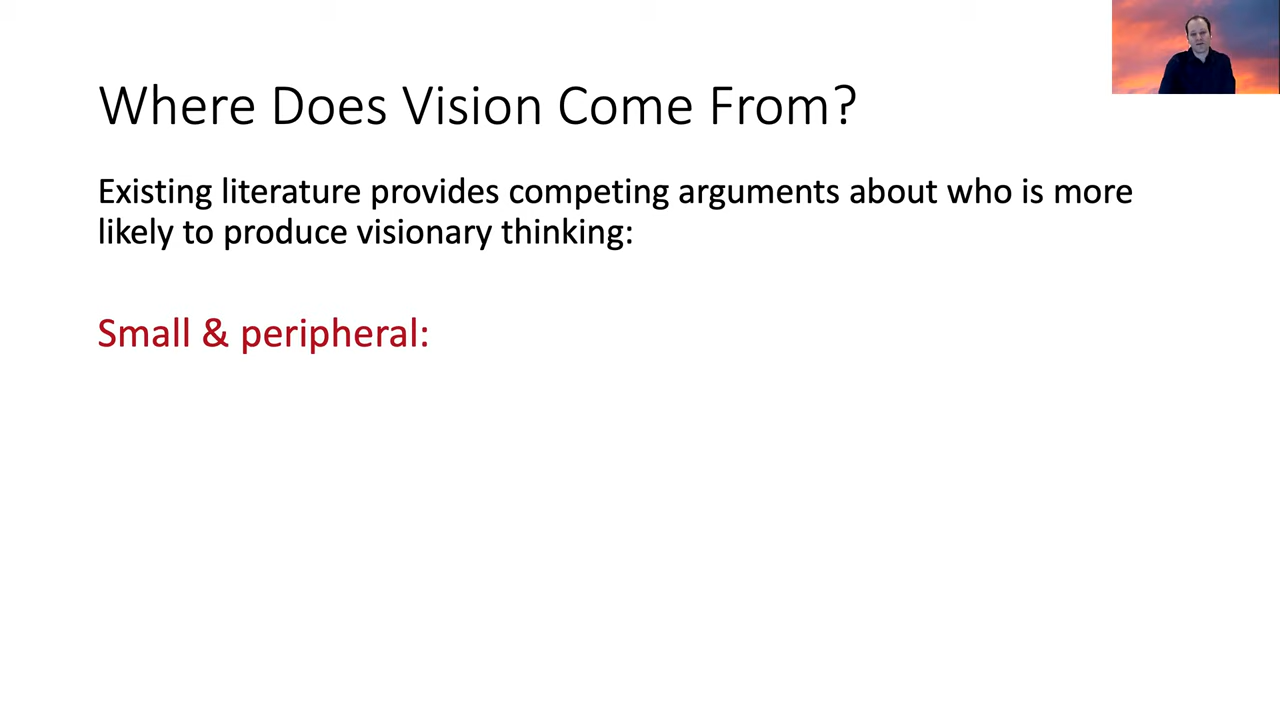 Where Does Vision Come From?
Existing literature provides competing arguments about who is more
likely to produce visionary thinking:
Small & peripheral: